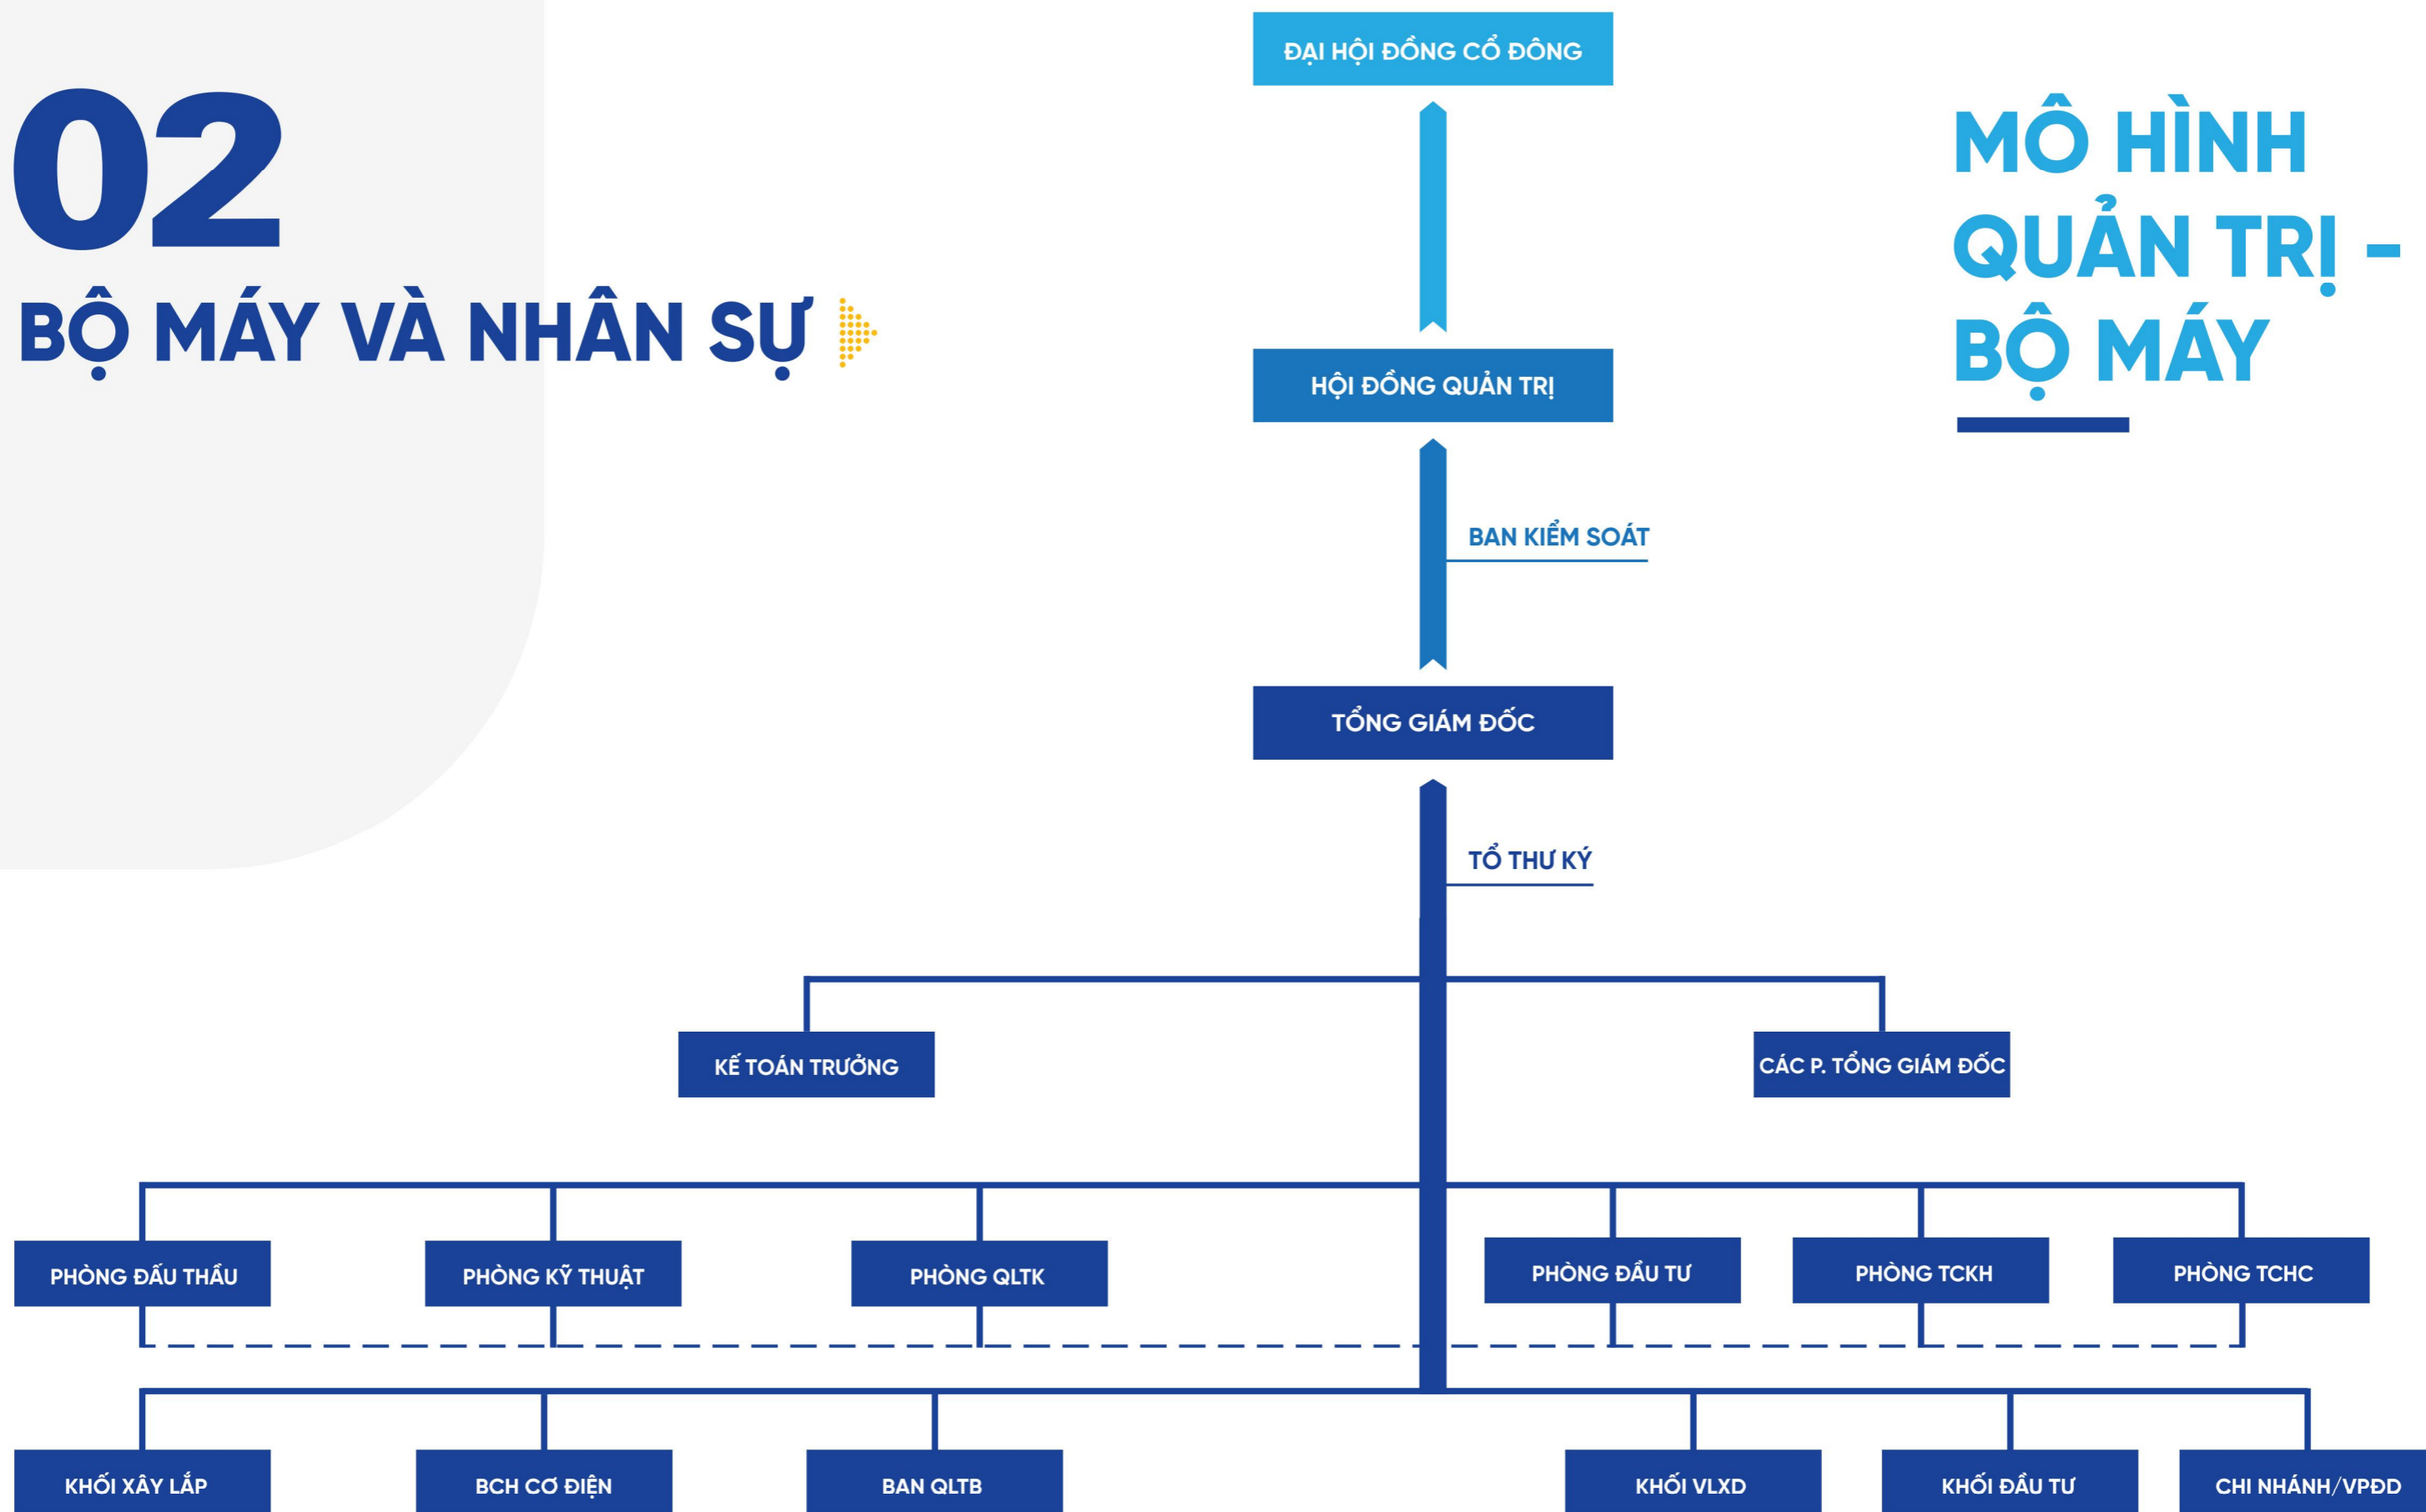 02
BỘ MÁY VÀ NHÂN SỰ
MÔ HÌNH
QUẢN TRỊ -
BỘ MÁY
ĐẠI HỘI ĐỒNG CỔ ĐÔNG
HỘI ĐỒNG QUẢN TRỊ
BAN KIỂM SOÁT
TỔNG GIÁM ĐỐC
TỔ THƯ KÝ
KẾ TOÁN TRƯỞNG
CÁC P. TỔNG GIÁM ĐỐC
PHÒNG ĐẤU THẦU
PHÒNG KỸ THUẬT
PHÒNG QLTK
PHÒNG ĐẦU TƯ
PHÒNG TCKH
PHÒNG TCHC
KHỐI XÂY LẮP
BCH CƠ ĐIỆN
BAN QLTB
KHỐI VLXD
KHỐI ĐẦU TƯ
CHI NHÁNH/VPĐD